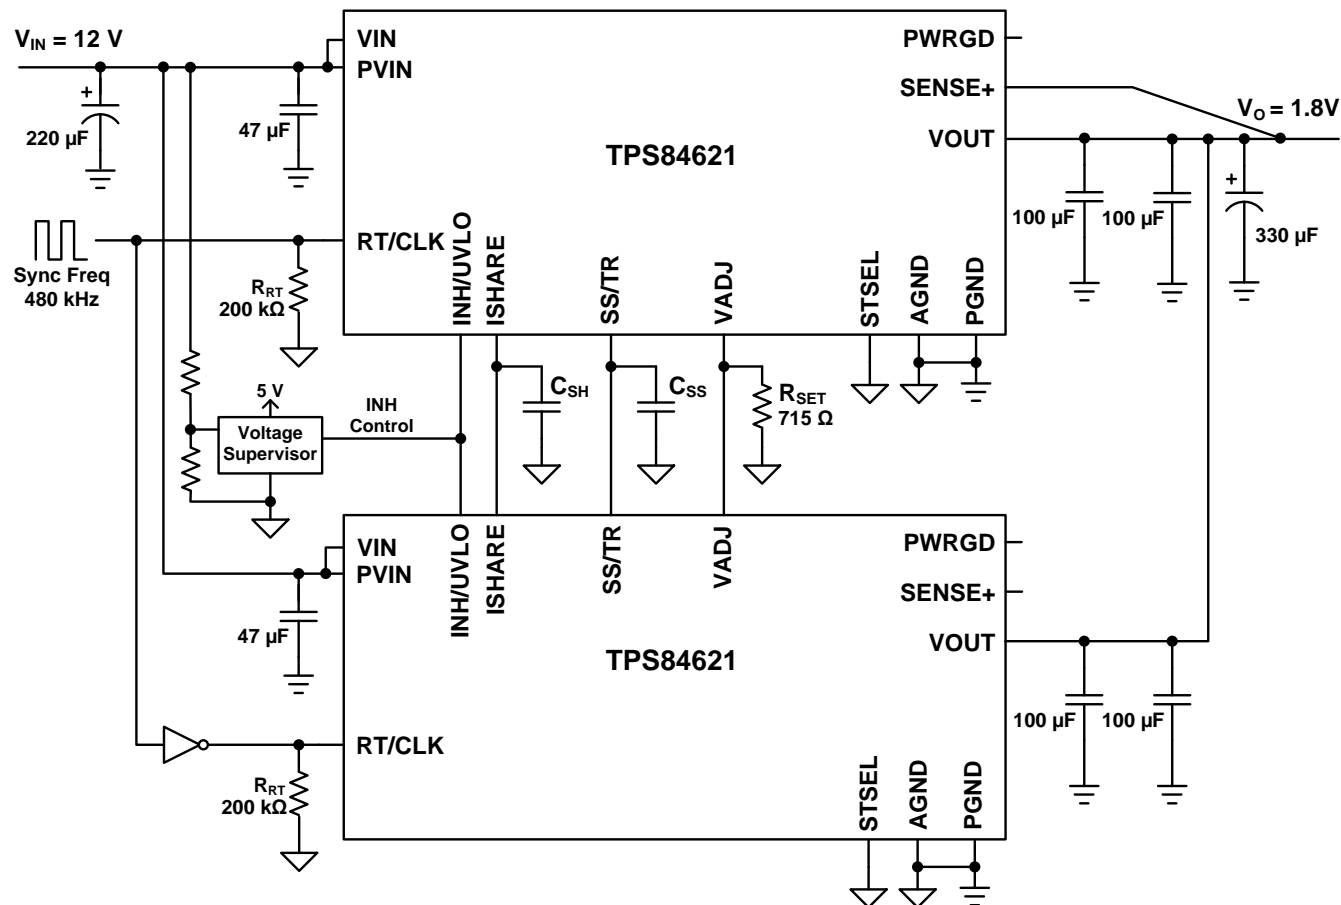 V_IN = 12 V
220 µF
+
47 µF
VIN
PVIN
TPS84621
PWRGD
SENSE+
VOUT
V_O = 1.8V
100 µF
100 µF
+
330 µF
Sync Freq
480 kHz
R_RT
200 kΩ
RT/CLK
INH/UVLO
ISHARE
SS/TR
VADJ
STSEL
AGND
PGND
5 V
Voltage
Supervisor
INH
Control
C_SH
C_SS
R_SET
715 Ω
VIN
PVIN
47 µF
INH/UVLO
ISHARE
SS/TR
VADJ
TPS84621
PWRGD
SENSE+
VOUT
100 µF
100 µF
RT/CLK
R_RT
200 kΩ
STSEL
AGND
PGND